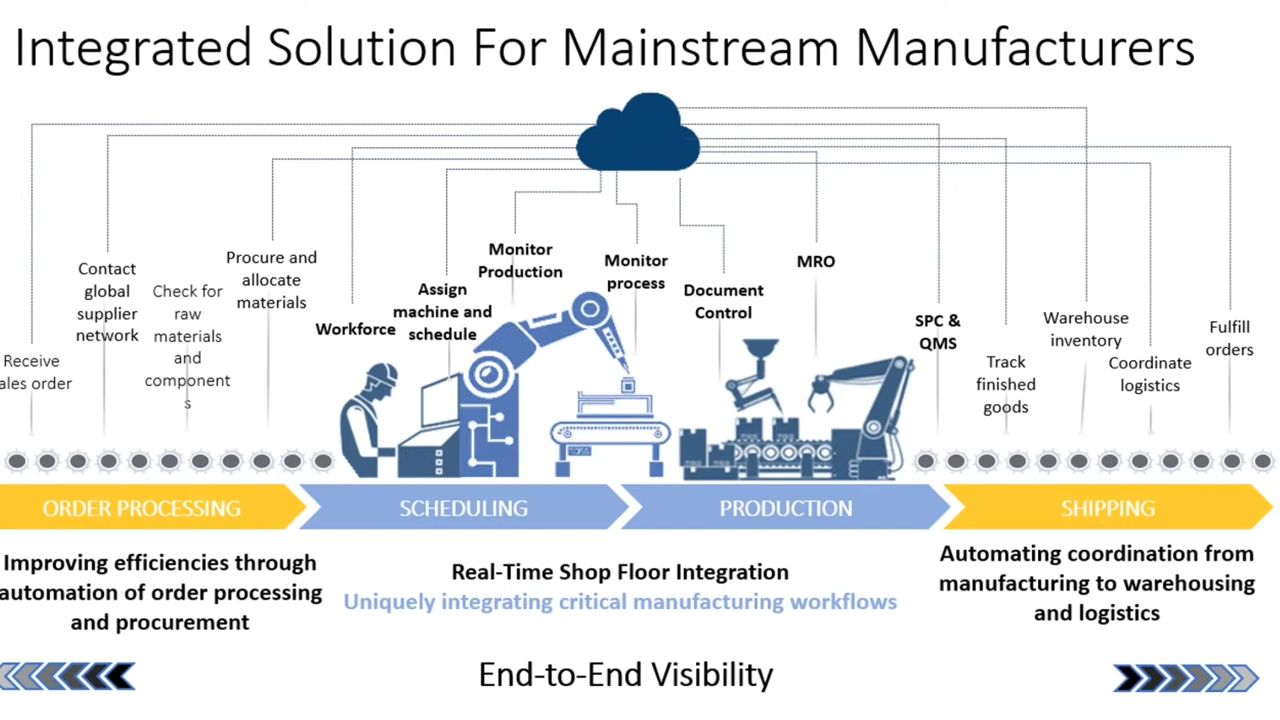 Integrated Solution For Mainstream Manufacturers
Receive
ales order
Contact
global
supplier
network
Check for
raw
materials
and
component
s
Procure and
allocate
materials
Workforce
Assign
machine and
schedule
Monitor
Production
Monitor
process
Document
Control
MRO
SPC &
QMS
Track
finished
goods
Warehouse
inventory
Coordinate
logistics
Fulfill
orders
ORDER PROCESSING
SCHEDULING
PRODUCTION
SHIPPING
Improving efficiencies through
automation of order processing
and procurement
Real-Time Shop Floor Integration
Uniquely integrating critical manufacturing workflows
Automating coordination from
manufacturing to warehousing
and logistics
End-to-End Visibility